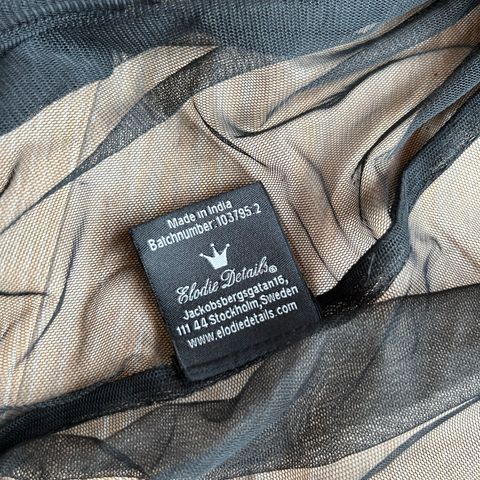 Made in India
Batchnumber:103795:2
Elodie Details®
Jackobsbergsgatan16,
111 44 Stockholm,Sweden
www.elodiedetails.com